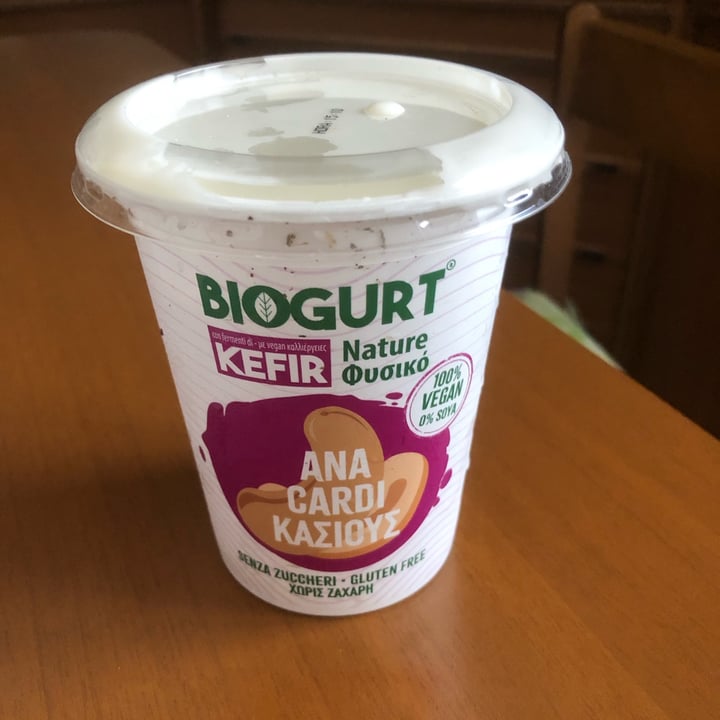 BIOGURT®
con fermenti di - με vegan καλλιέργειες
KEFIR
Nature
Φυσικό
100%
VEGAN
0% SOYA
ANA
CARDI
ΚΑΣΙΟΥΣ
SENZA ZUCCHERI • GLUTEN FREE
ΧΩΡΙΣ ΖΑΧΑΡΗ